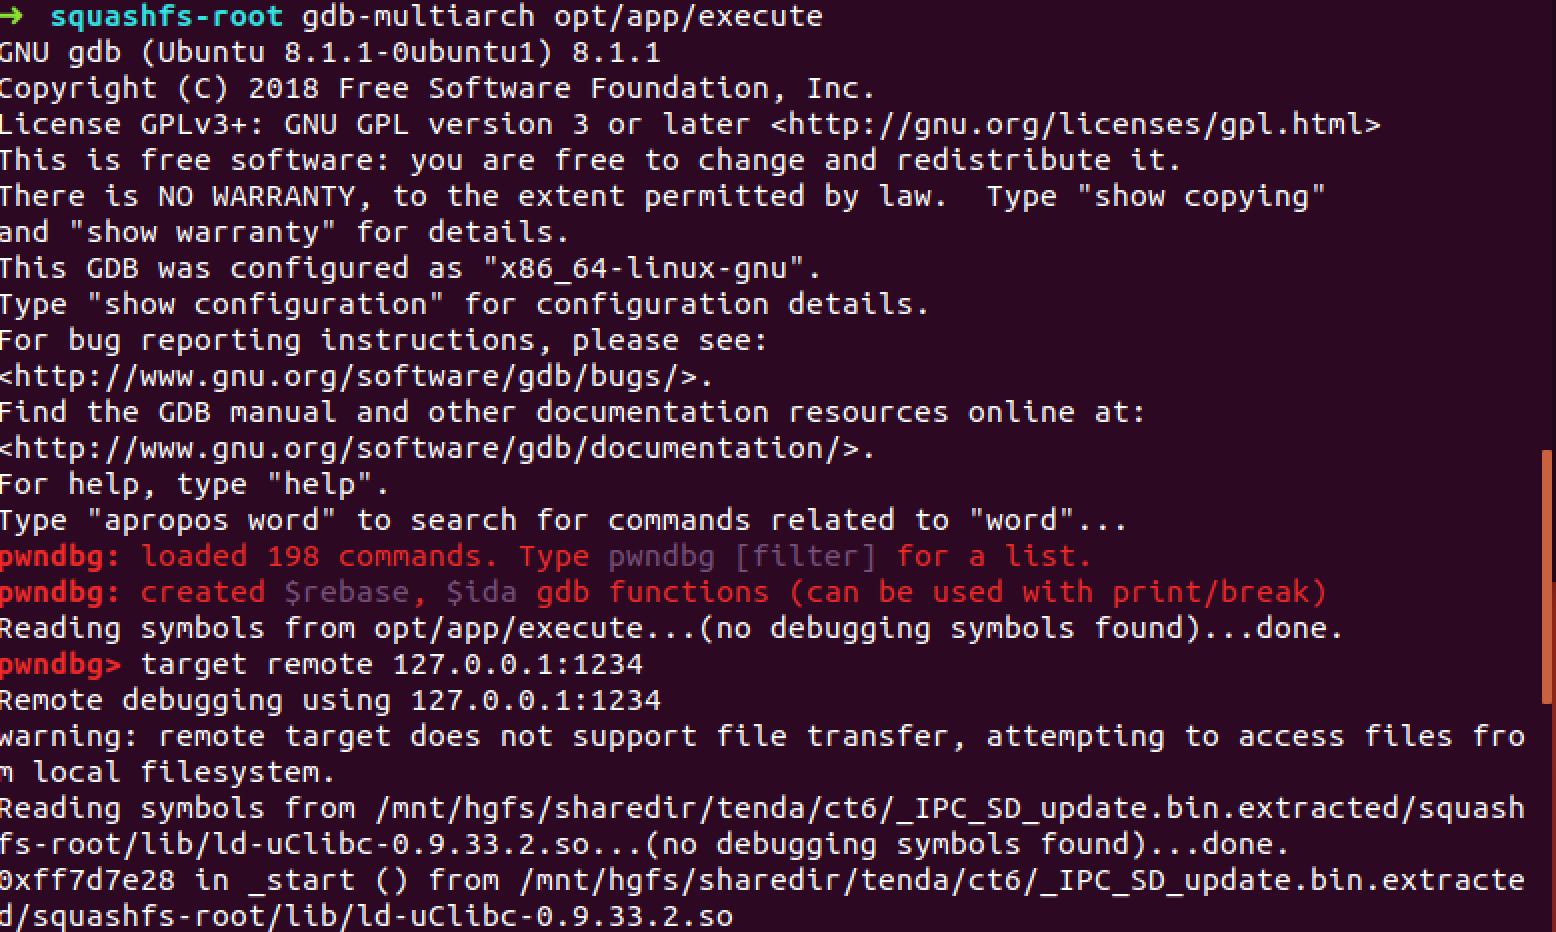 → squashfs-root gdb-multiarch opt/app/execute
GNU gdb (Ubuntu 8.1.1-0ubuntu1) 8.1.1
Copyright (C) 2018 Free Software Foundation, Inc.
License GPLv3+: GNU GPL version 3 or later <http://gnu.org/licenses/gpl.html>
This is free software: you are free to change and redistribute it.
There is NO WARRANTY, to the extent permitted by law.  Type "show copying"
and "show warranty" for details.
This GDB was configured as "x86_64-linux-gnu".
Type "show configuration" for configuration details.
For bug reporting instructions, please see:
<http://www.gnu.org/software/gdb/bugs/>.
Find the GDB manual and other documentation resources online at:
<http://www.gnu.org/software/gdb/documentation/>.
For help, type "help".
Type "apropos word" to search for commands related to "word"...
pwndbg: loaded 198 commands. Type pwndbg [filter] for a list.
pwndbg: created $rebase, $ida gdb functions (can be used with print/break)
Reading symbols from opt/app/execute...(no debugging symbols found)...done.
pwndbg> target remote 127.0.0.1:1234
Remote debugging using 127.0.0.1:1234
warning: remote target does not support file transfer, attempting to access files fro
m local filesystem.
Reading symbols from /mnt/hgfs/sharedir/tenda/ct6/_IPC_SD_update.bin.extracted/squash
fs-root/lib/ld-uClibc-0.9.33.2.so...(no debugging symbols found)...done.
0xff7d7e28 in _start () from /mnt/hgfs/sharedir/tenda/ct6/_IPC_SD_update.bin.extracte
d/squashfs-root/lib/ld-uClibc-0.9.33.2.so